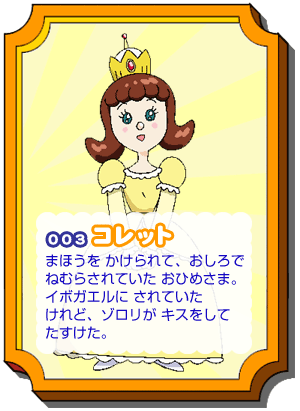 003 コレット
まほうを かけられて、おしろで
ねむらされていた おひめさま。
イボガエルに されていた
けれど、ゾロリが キスをして
たすけた。